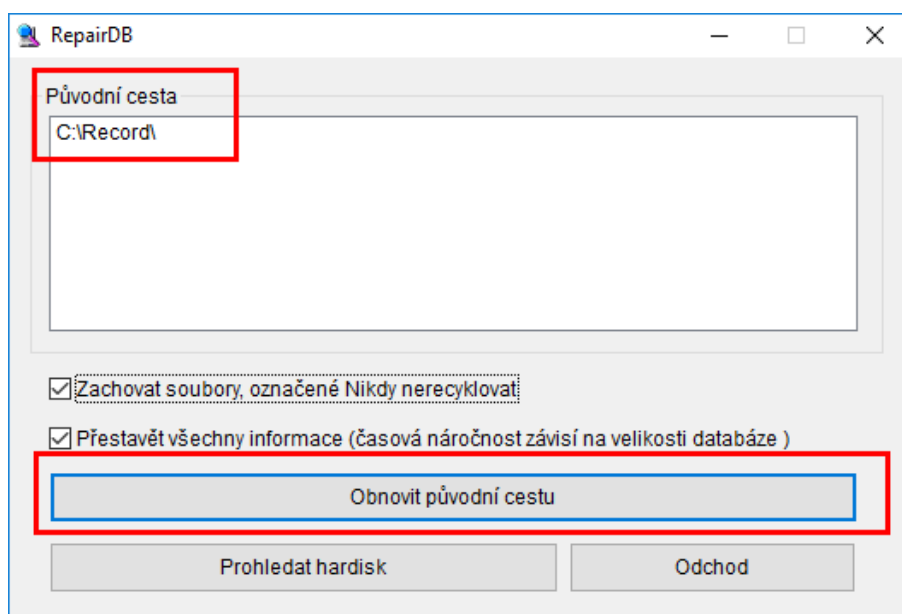 RepairDB
Původní cesta
C:\Record\
Zachovat soubory, označené Nikdy nerecyklovat
Přestavět všechny informace (časová náročnost závisí na velikosti databáze )
Obnovit původní cestu
Prohledat hardisk
Odchod